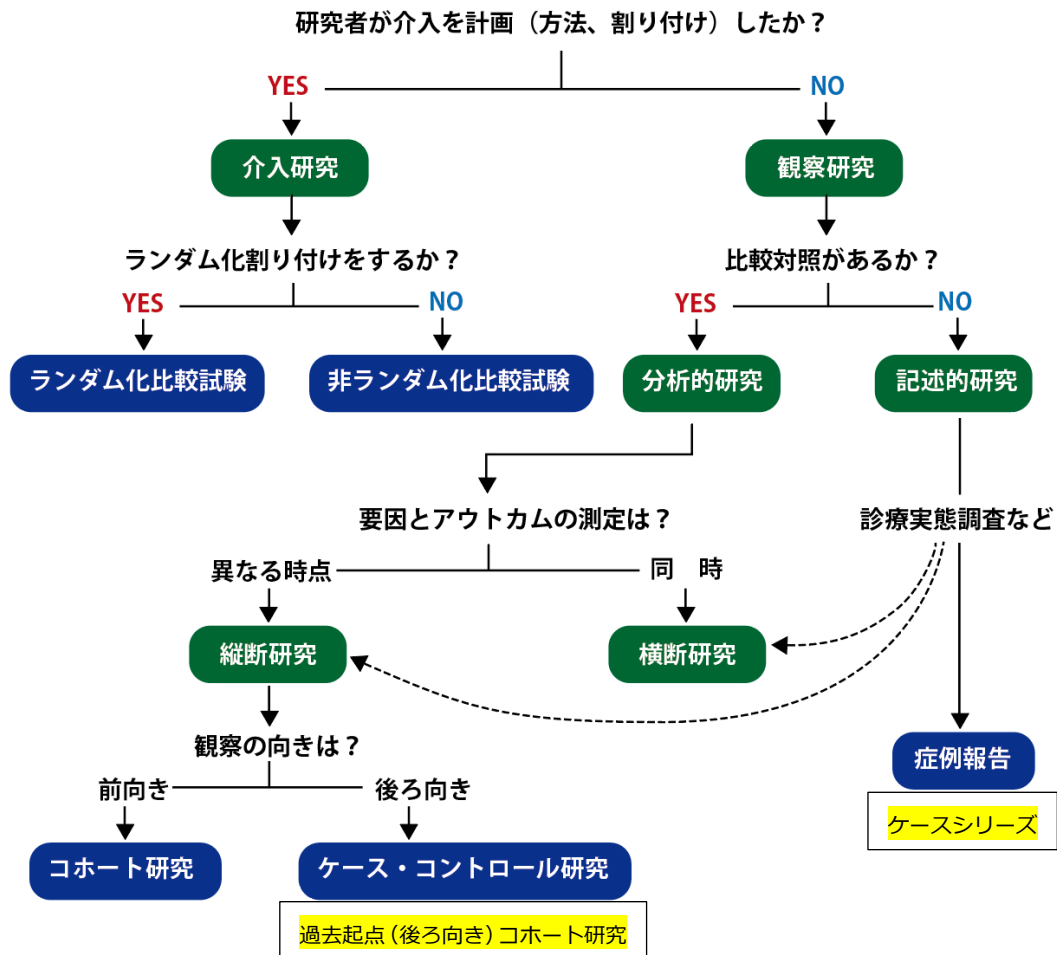 研究者が介入を計画（方法、割り付け）したか？
YES
NO
介入研究
観察研究
ランダム化割り付けをするか？
比較対照があるか？
YES
NO
YES
NO
ランダム化比較試験
非ランダム化比較試験
分析的研究
記述的研究
要因とアウトカムの測定は？
診療実態調査など
異なる時点
同　時
縦断研究
横断研究
観察の向きは？
前向き
後ろ向き
症例報告
ケースシリーズ
コホート研究
ケース・コントロール研究
過去起点（後ろ向き）コホート研究